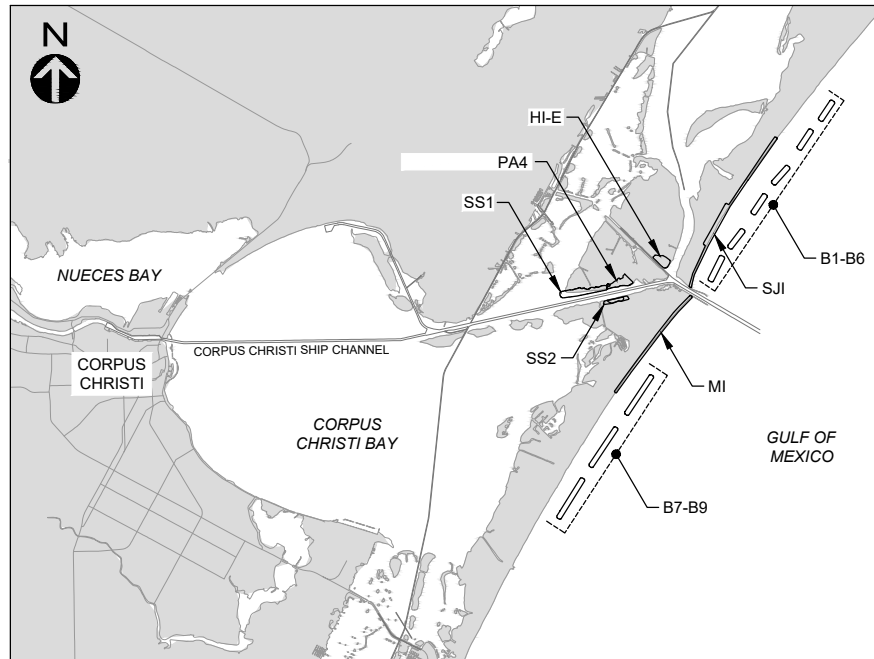 N
HI-E
PA4
SS1
NUECES BAY
B1-B6
SJI
CORPUS CHRISTI SHIP CHANNEL
CORPUS
CHRISTI
SS2
MI
CORPUS
CHRISTI BAY
GULF OF
MEXICO
B7-B9